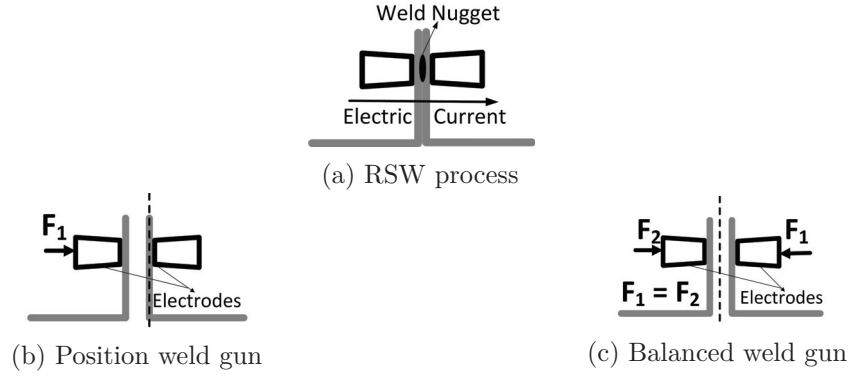 Weld Nugget
Electric Current
(a) RSW process
F₁
Electrodes
(b) Position weld gun
F₂ F₁
F₁ = F₂ Electrodes
(c) Balanced weld gun